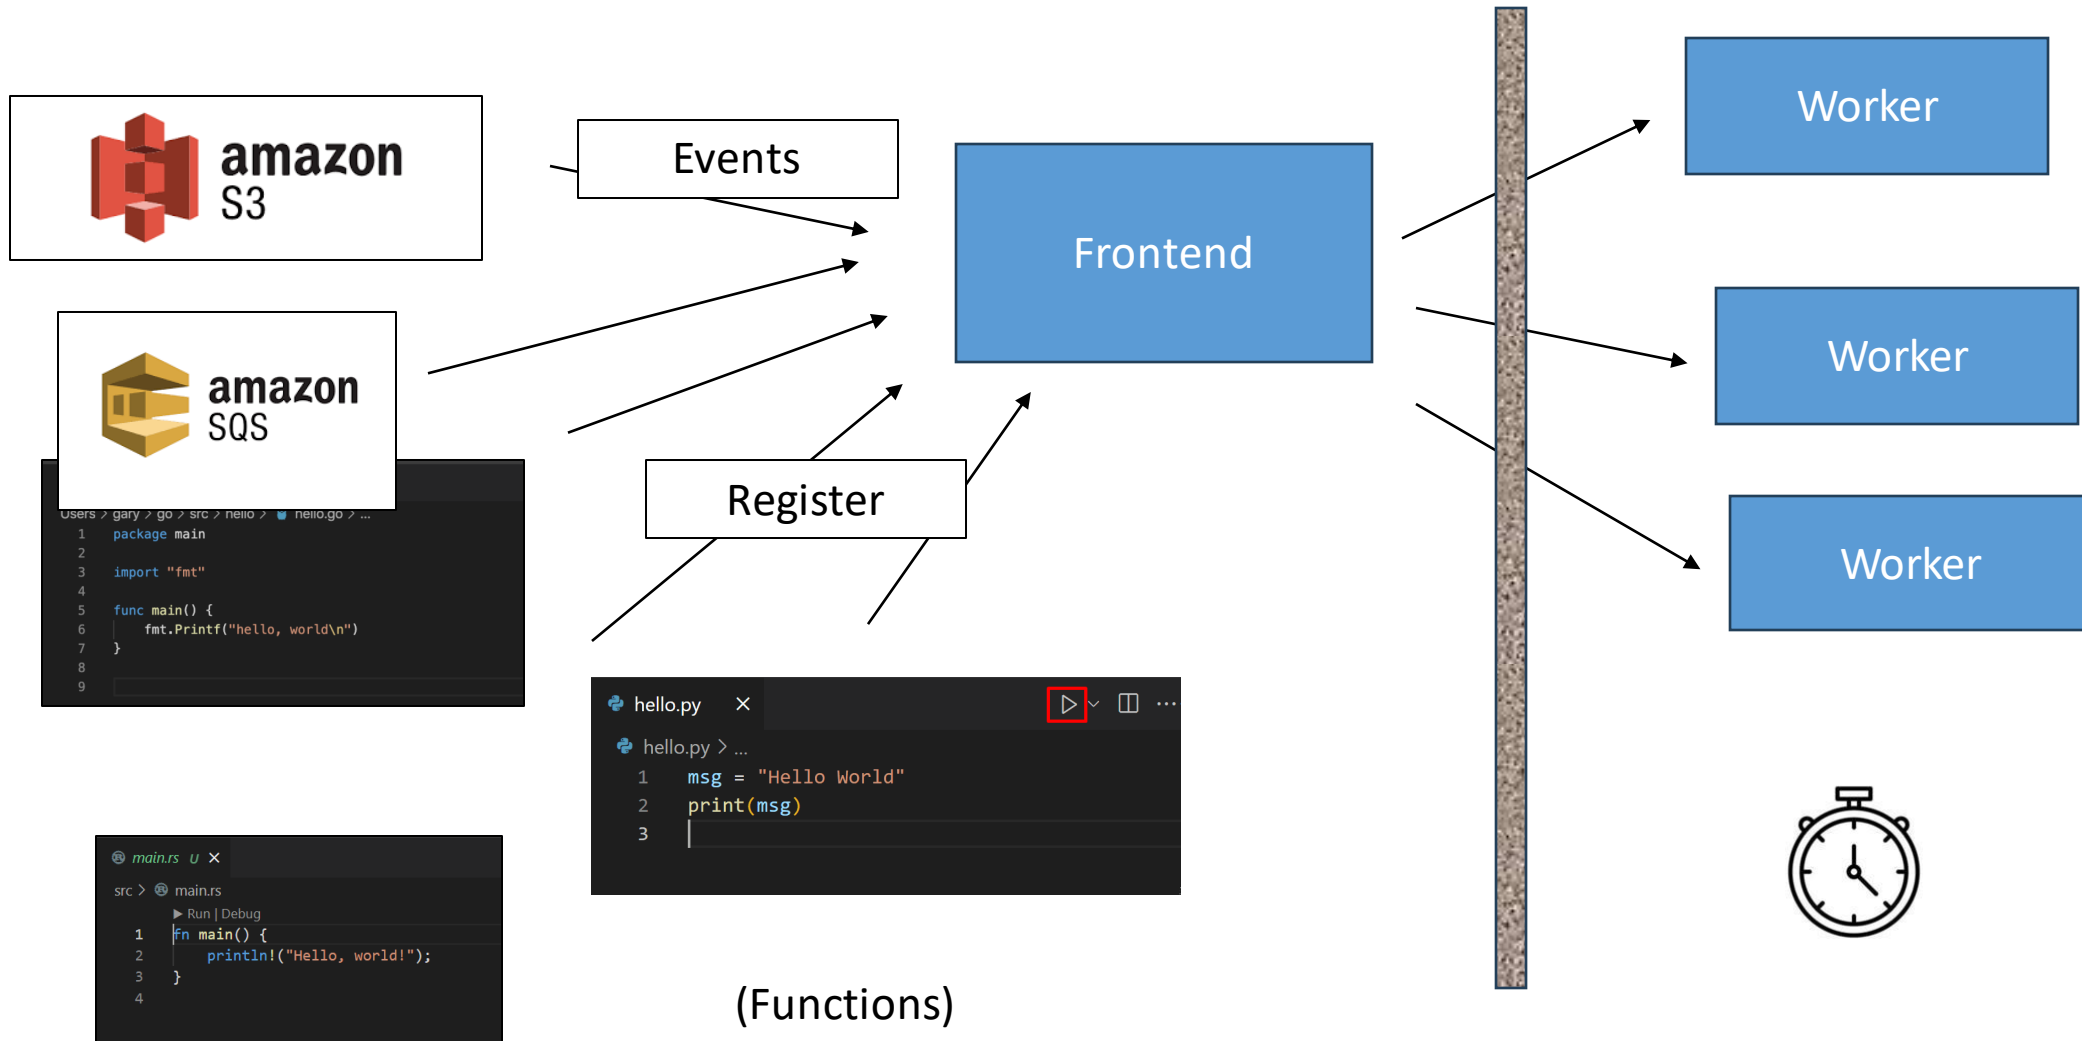 amazon
S3
Events
Frontend
Worker
Worker
Worker
amazon
SQS
Users > gary > go > src > hello > hello.go > ...
1 package main
2
3 import "fmt"
4
5 func main() {
6 fmt.Printf("hello, world\n")
7 }
8
9
Register
hello.py
hello.py > ...
1 msg = "Hello World"
2 print(msg)
3
main.rs U
src > main.rs
Run | Debug
1 fn main() {
2 println!("Hello, world!");
3 }
4
(Functions)